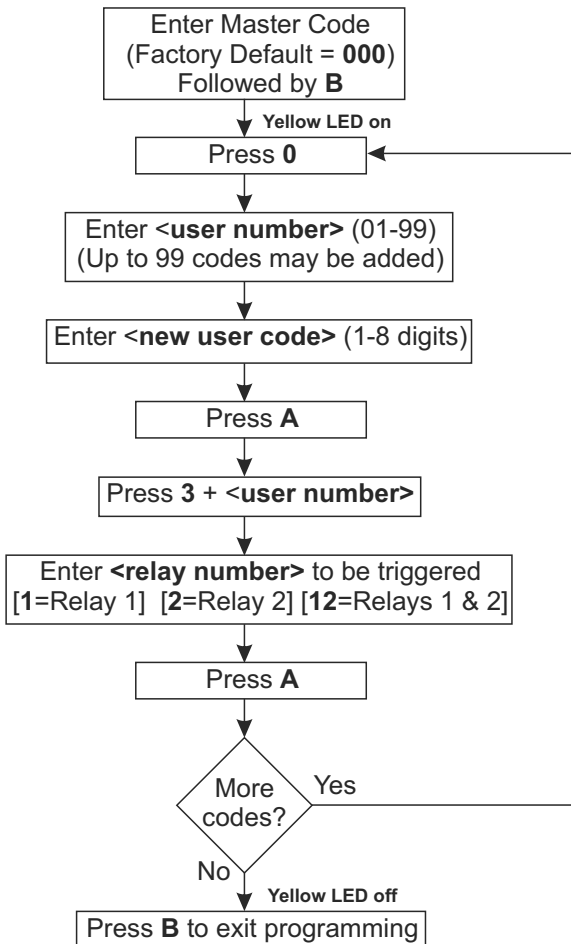 Enter Master Code
(Factory Default = 000)
Followed by B
Yellow LED on
Press 0
Enter <user number> (01-99)
(Up to 99 codes may be added)
Enter <new user code> (1-8 digits)
Press A
Press 3 + <user number>
Enter <relay number> to be triggered
[1=Relay 1] [2=Relay 2] [12=Relays 1 & 2]
Press A
More
codes?
Yes
No
Yellow LED off
Press B to exit programming